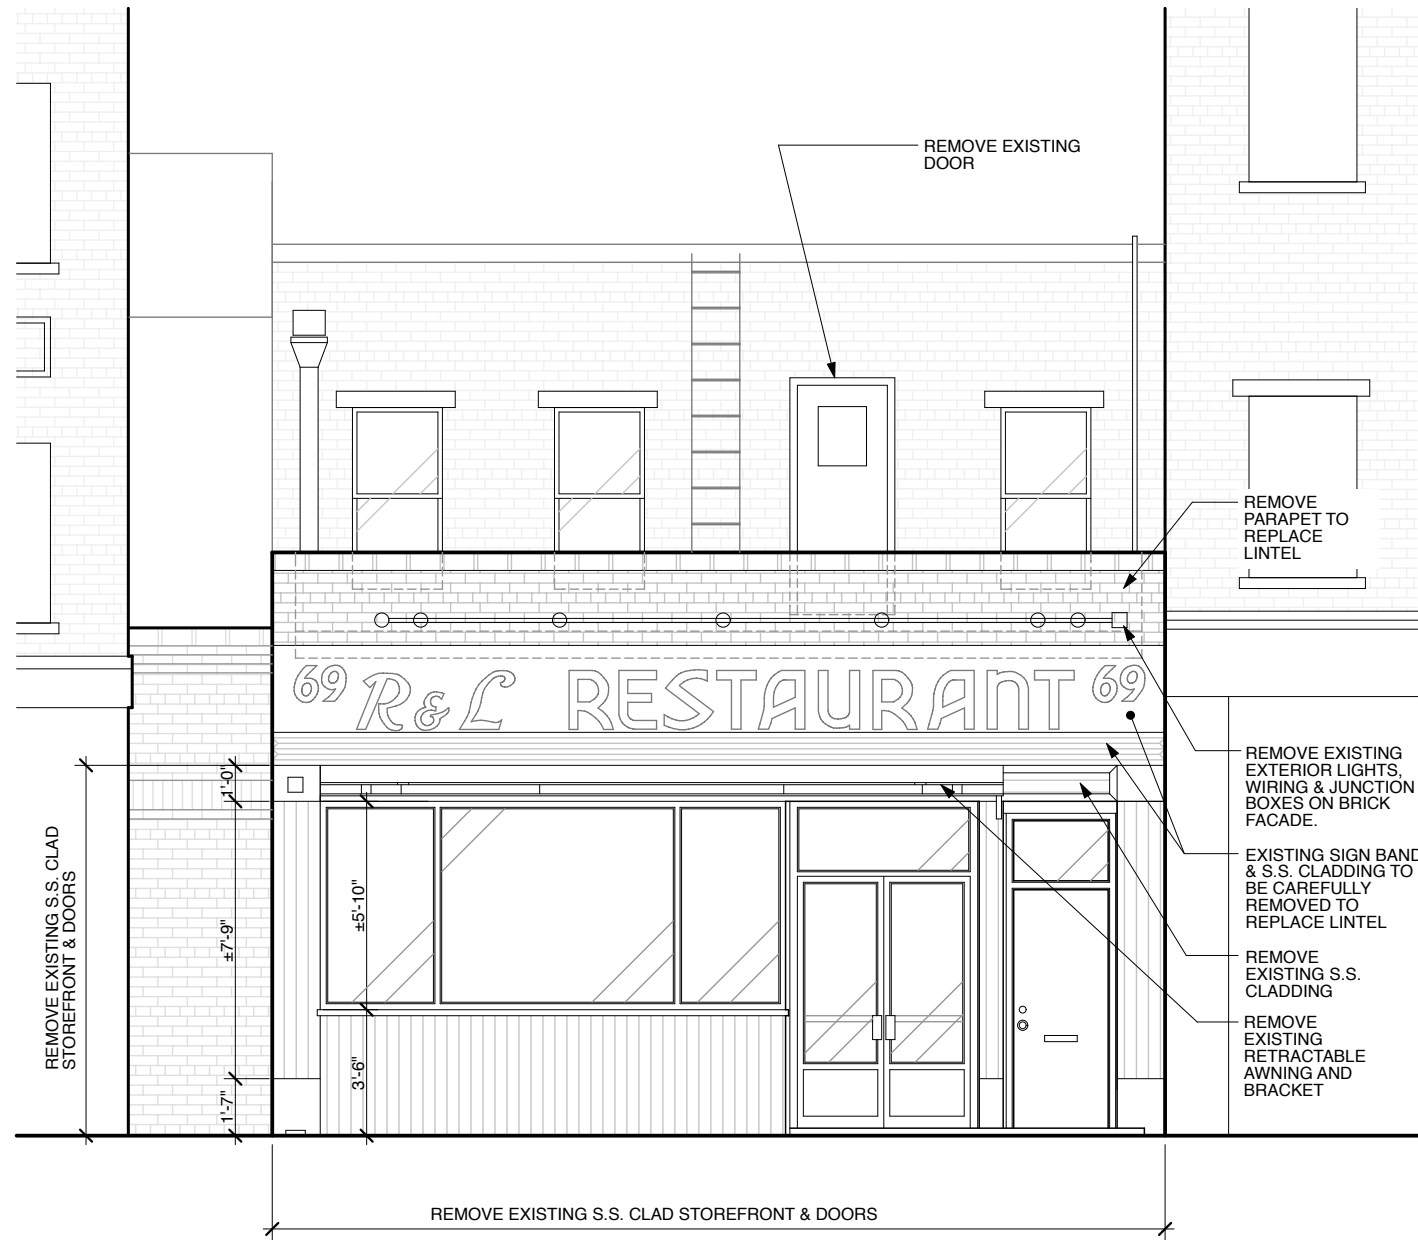 REMOVE EXISTING
DOOR
REMOVE
PARAPET TO
REPLACE
LINTEL
69 R & L RESTAURANT 69
REMOVE EXISTING
EXTERIOR LIGHTS,
WIRING & JUNCTION
BOXES ON BRICK
FACADE.
EXISTING SIGN BAND
& S.S. CLADDING TO
BE CAREFULLY
REMOVED TO
REPLACE LINTEL
REMOVE
EXISTING S.S.
CLADDING
REMOVE
EXISTING
RETRACTABLE
AWNING AND
BRACKET
REMOVE EXISTING S.S. CLAD
STOREFRONT & DOORS
1'-0"
±7'-9"
1'-7"
±5'-10"
3'-6"
REMOVE EXISTING S.S. CLAD STOREFRONT & DOORS